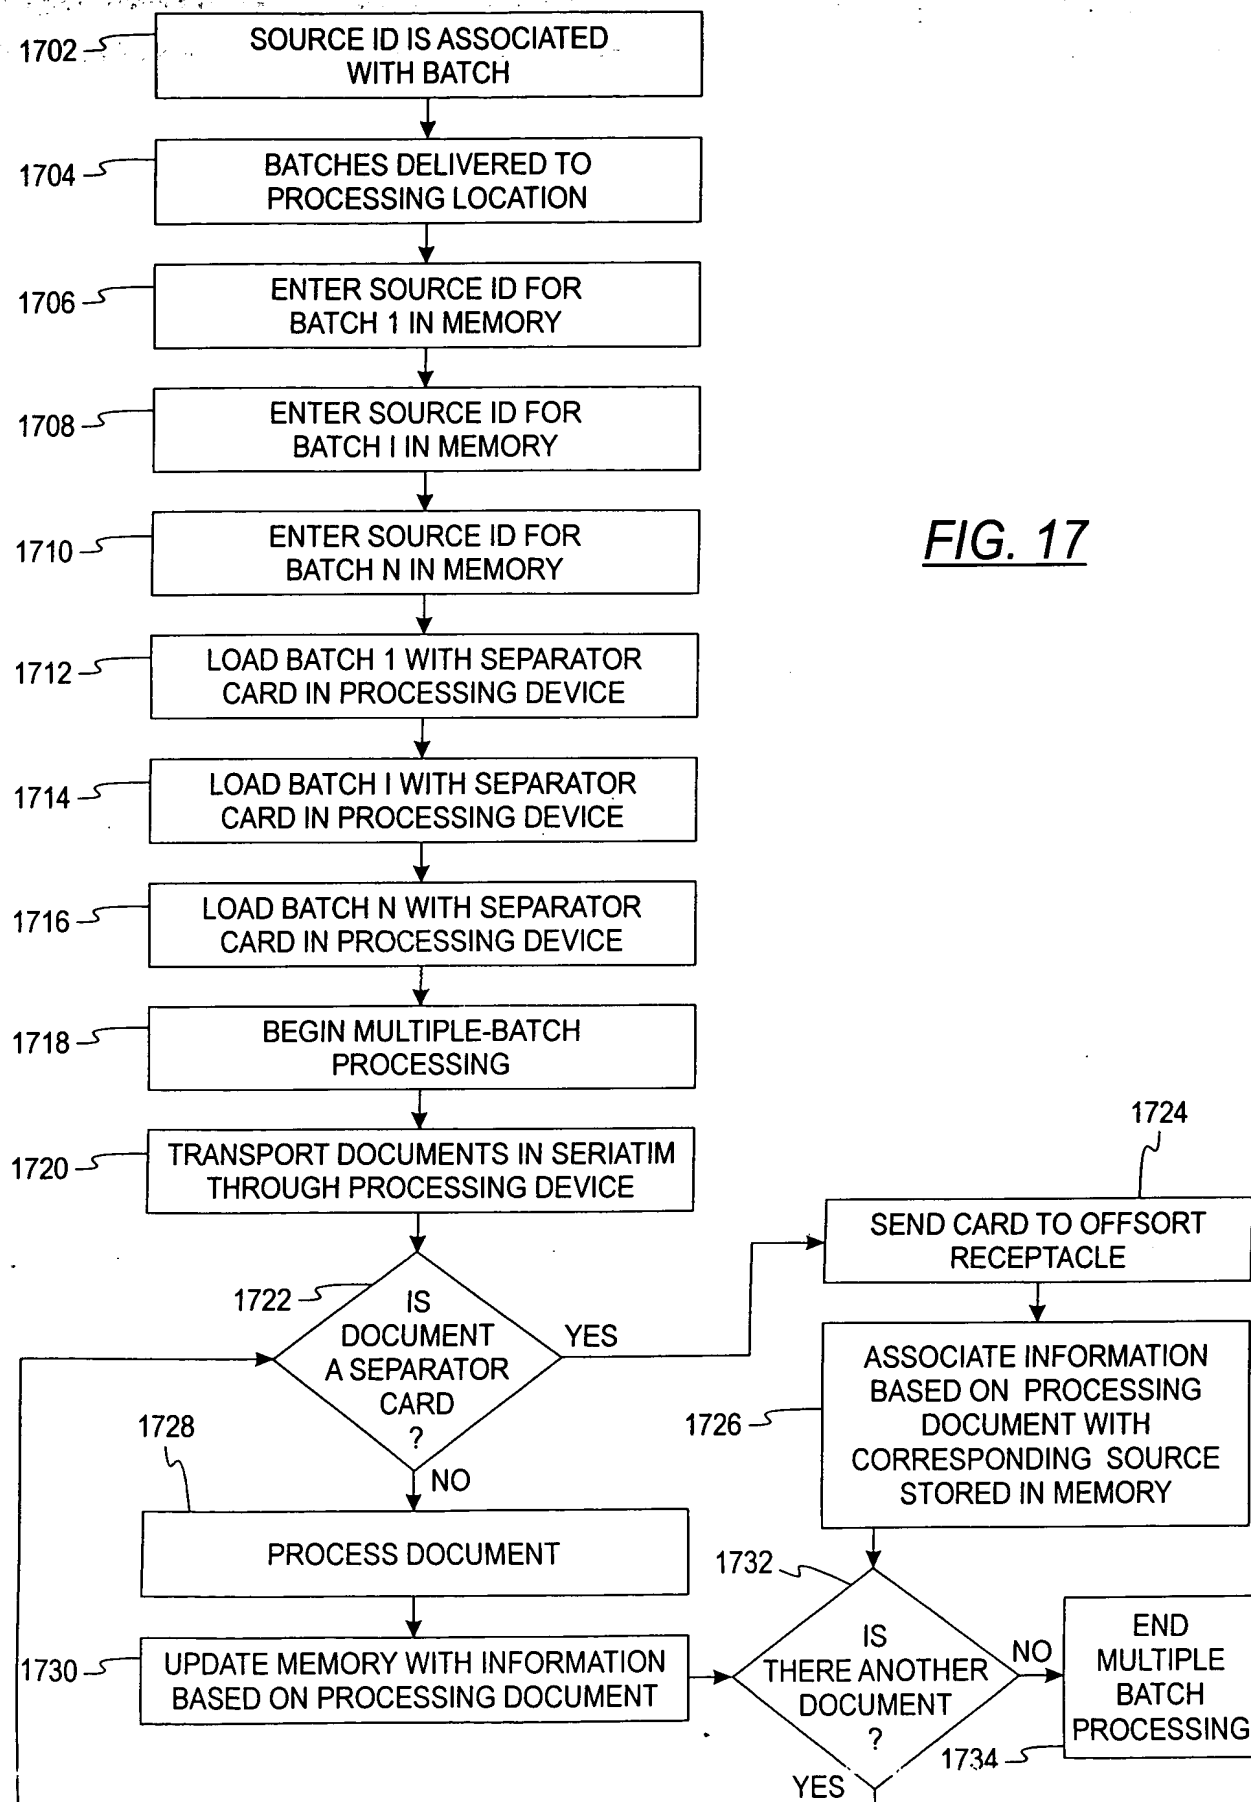 1702
SOURCE ID IS ASSOCIATED
WITH BATCH
1704
BATCHES DELIVERED TO
PROCESSING LOCATION
1706
ENTER SOURCE ID FOR
BATCH 1 IN MEMORY
1708
ENTER SOURCE ID FOR
BATCH I IN MEMORY
1710
ENTER SOURCE ID FOR
BATCH N IN MEMORY
FIG. 17
1712
LOAD BATCH 1 WITH SEPARATOR
CARD IN PROCESSING DEVICE
1714
LOAD BATCH I WITH SEPARATOR
CARD IN PROCESSING DEVICE
1716
LOAD BATCH N WITH SEPARATOR
CARD IN PROCESSING DEVICE
1718
BEGIN MULTIPLE-BATCH
PROCESSING
1720
TRANSPORT DOCUMENTS IN SERIATIM
THROUGH PROCESSING DEVICE
1722
IS
DOCUMENT
A SEPARATOR
CARD
?
YES
NO
1724
SEND CARD TO OFFSORT
RECEPTACLE
1726
ASSOCIATE INFORMATION
BASED ON PROCESSING
DOCUMENT WITH
CORRESPONDING SOURCE
STORED IN MEMORY
1728
PROCESS DOCUMENT
1730
UPDATE MEMORY WITH INFORMATION
BASED ON PROCESSING DOCUMENT
1732
IS
THERE ANOTHER
DOCUMENT
?
NO
YES
1734
END
MULTIPLE
BATCH
PROCESSING